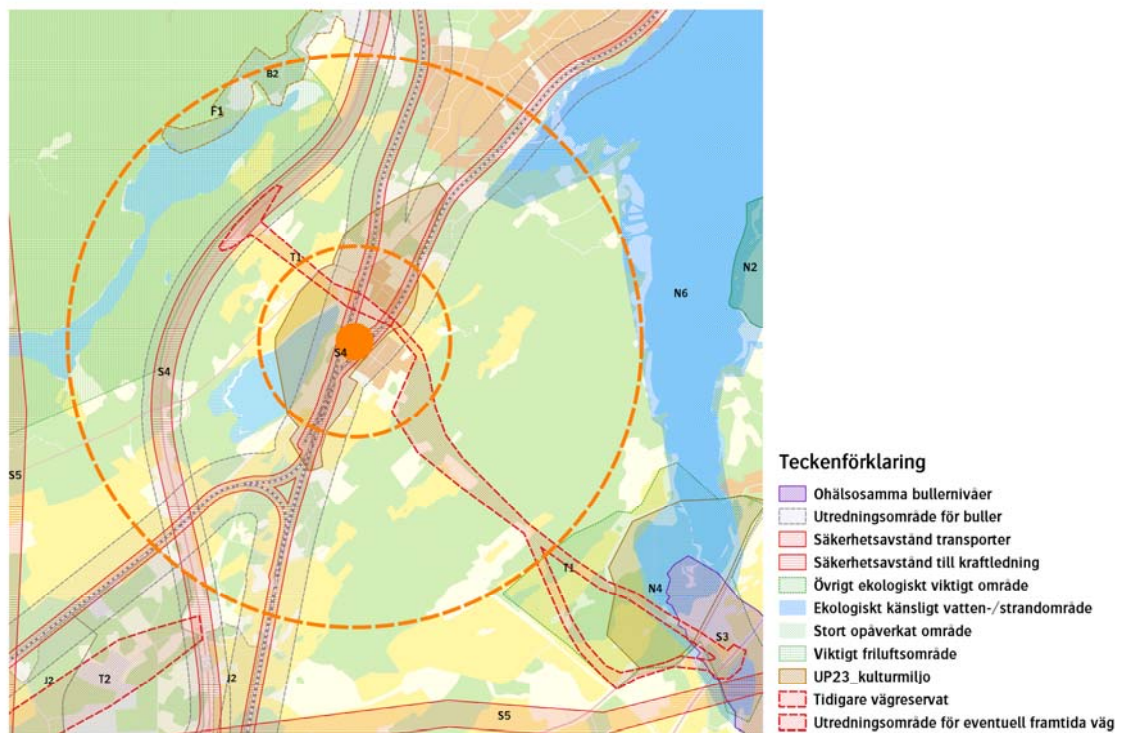 B2
F1
T1
N2
N6
S4
S4
S5
T1
N4
S3
J2
T2
J2
S5
Teckenförklaring
Ohälsosamma bullernivåer
Utredningsområde för buller
Säkerhetsavstånd transporter
Säkerhetsavstånd till kraftledning
Övrigt ekologiskt viktigt område
Ekologiskt känsligt vatten-/strandområde
Stort opåverkat område
Viktigt friluftsområde
UP23_kulturmiljo
Tidigare vägreservat
Utredningsområde för eventuell framtida väg